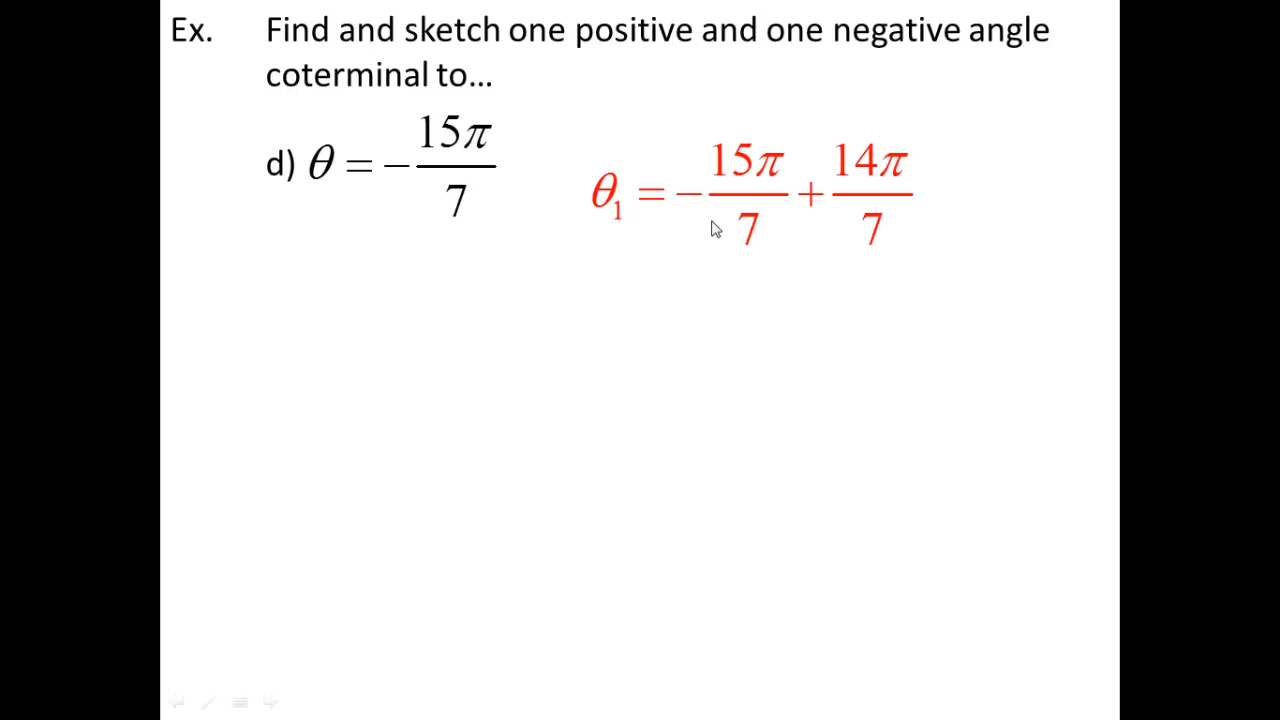 Ex. Find and sketch one positive and one negative angle
coterminal to…
d) θ = −15π/7
θ₁ = −15π/7 + 14π/7